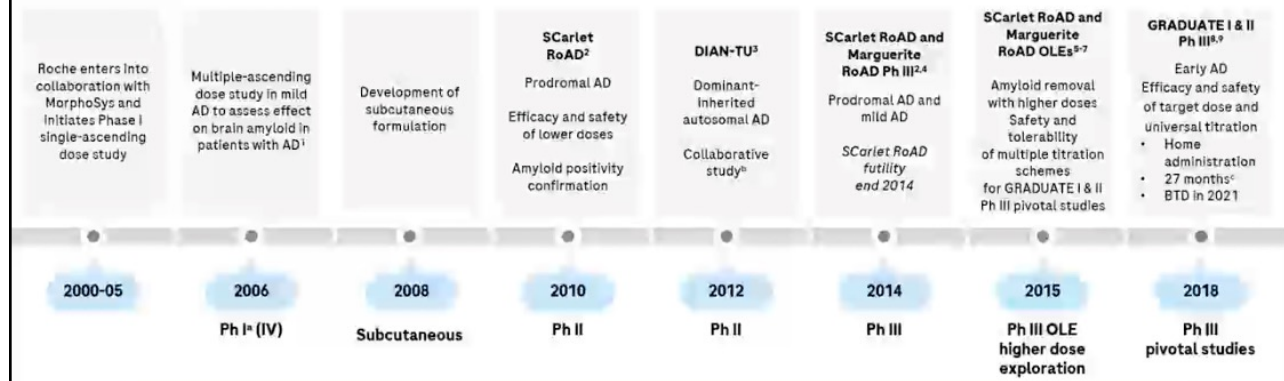 Roche enters into
collaboration with
MorphoSys and
initiates Phase I
single-ascending
dose study
Multiple-ascending
dose study in mild
AD to assess effect
on brain amyloid in
patients with AD¹
Development of
subcutaneous
formulation
SCarlet
RoAD²
Prodromal AD
Efficacy and safety
of lower doses
Amyloid positivity
confirmation
DIAN-TU³
Dominant-
inherited
autosomal AD
Collaborative
studyᵇ
SCarlet RoAD and
Marguerite
RoAD Ph III²,⁴
Prodromal AD and
mild AD
SCarlet RoAD
futility
end 2014
SCarlet RoAD and
Marguerite
RoAD OLEs⁵⁻⁷
Amyloid removal
with higher doses
Safety and
tolerability
of multiple titration
schemes
for GRADUATE I & II
Ph III pivotal studies
GRADUATE I & II
Ph III⁸,⁹
Early AD
Efficacy and safety
of target dose and
universal titration
• Home
administration
• 27 monthsᶜ
• BTD in 2021
2000-05
2006
2008
2010
2012
2014
2015
2018
Ph Iᵃ (IV)
Subcutaneous
Ph II
Ph II
Ph III
Ph III OLE
higher dose
exploration
Ph III
pivotal studies